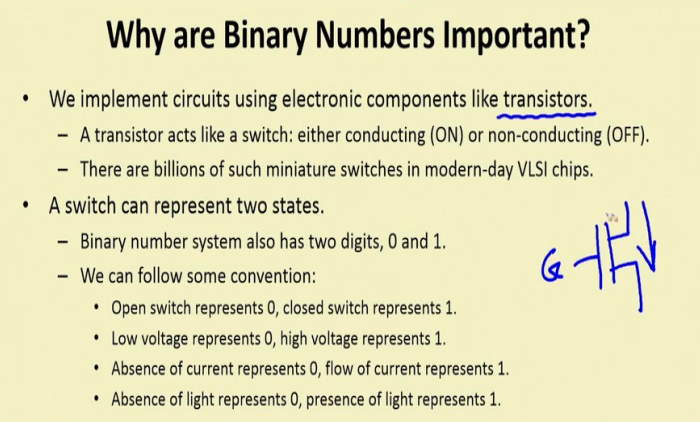 Why are Binary Numbers Important?
• We implement circuits using electronic components like transistors.
– A transistor acts like a switch: either conducting (ON) or non-conducting (OFF).
– There are billions of such miniature switches in modern-day VLSI chips.
• A switch can represent two states.
– Binary number system also has two digits, 0 and 1.
– We can follow some convention:
• Open switch represents 0, closed switch represents 1.
• Low voltage represents 0, high voltage represents 1.
• Absence of current represents 0, flow of current represents 1.
• Absence of light represents 0, presence of light represents 1.
G